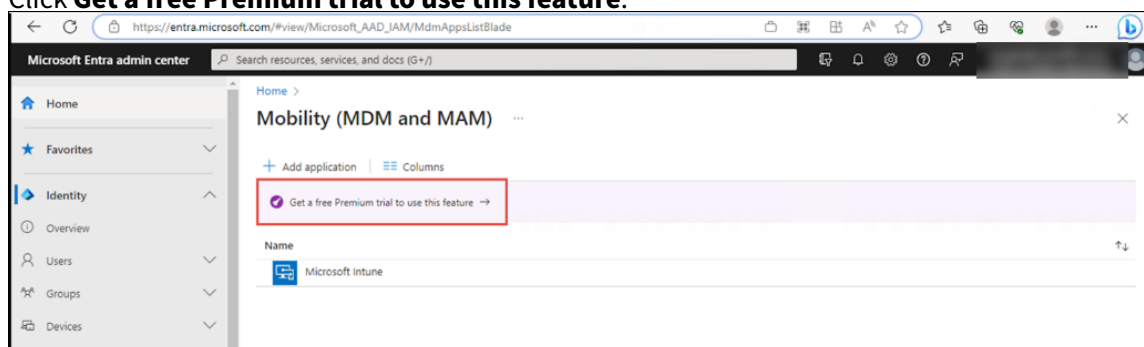 Click Get a free Premium trial to use this feature.
https://entra.microsoft.com/#view/Microsoft_AAD_IAM/MdmAppsListBlade
Microsoft Entra admin center
Search resources, services, and docs (G+/)
Home
Home >
Mobility (MDM and MAM) ...
Favorites
+ Add application
Columns
Identity
Get a free Premium trial to use this feature →
Overview
Name
Users
Microsoft Intune
Groups
Devices